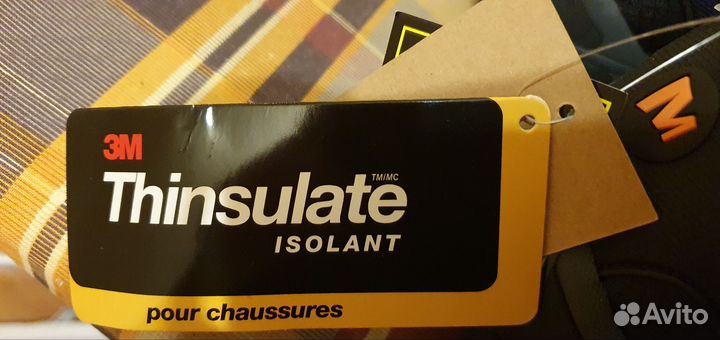 3M
Thinsulate TM/MC
ISOLANT
pour chaussures
M
Avito